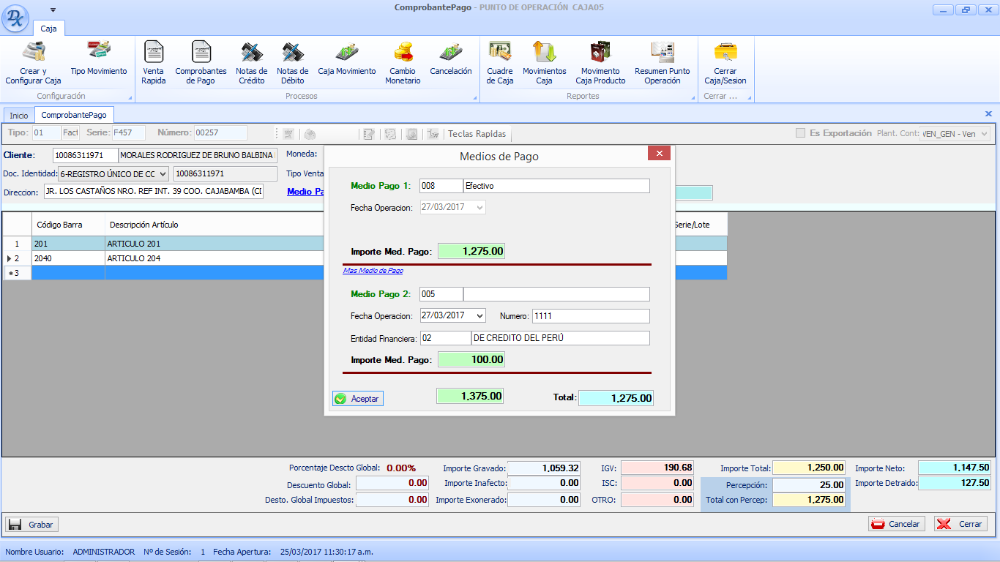 ComprobantePago - PUNTO DE OPERACIÓN CAJA05
Caja
Crear y Configurar Caja
Tipo Movimiento
Venta Rapida
Comprobantes de Pago
Notas de Crédito
Notas de Débito
Caja Movimiento
Cambio Monetario
Cancelación
Cuadre de Caja
Movimientos Caja
Movimento Caja Producto
Resumen Punto Operación
Cerrar Caja/Sesion
Configuración
Procesos
Reportes
Cerrar ...
Inicio
ComprobantePago
Tipo: 01 Fact Serie: F457 Número: 00257
Teclas Rapidas
Es Exportación Plant. Cont: VEN_GEN - Ven
Cliente: 10086311971 MORALES RODRIGUEZ DE BRUNO BALBINA
Moneda:
Doc. Identidad: 6-REGISTRO ÚNICO DE CC 10086311971
Tipo Venta
Direccion: JR. LOS CASTAÑOS NRO. REF INT. 39 COO. CAJABAMBA (CI
Medio Pa
Código Barra Descripción Artículo Serie/Lote
1 201 ARTICULO 201
2 2040 ARTICULO 204
3
Medios de Pago
Medio Pago 1: 008 Efectivo
Fecha Operacion: 27/03/2017
Importe Med. Pago: 1,275.00
Mas Medio de Pago
Medio Pago 2: 005
Fecha Operacion: 27/03/2017 Numero: 1111
Entidad Financiera: 02 DE CREDITO DEL PERÚ
Importe Med. Pago: 100.00
Aceptar 1,375.00 Total: 1,275.00
Porcentaje Descto Global: 0.00% Importe Gravado: 1,059.32 IGV: 190.68 Importe Total: 1,250.00 Importe Neto: 1,147.50
Descuento Global: 0.00 Importe Inafecto: 0.00 ISC: 0.00 Percepción: 25.00 Importe Detraido: 127.50
Desto. Global Impuestos: 0.00 Importe Exonerado: 0.00 OTRO: 0.00 Total con Percep: 1,275.00
Grabar Cancelar Cerrar
Nombre Usuario: ADMINISTRADOR Nº de Sesión: 1 Fecha Apertura: 25/03/2017 11:30:17 a.m.